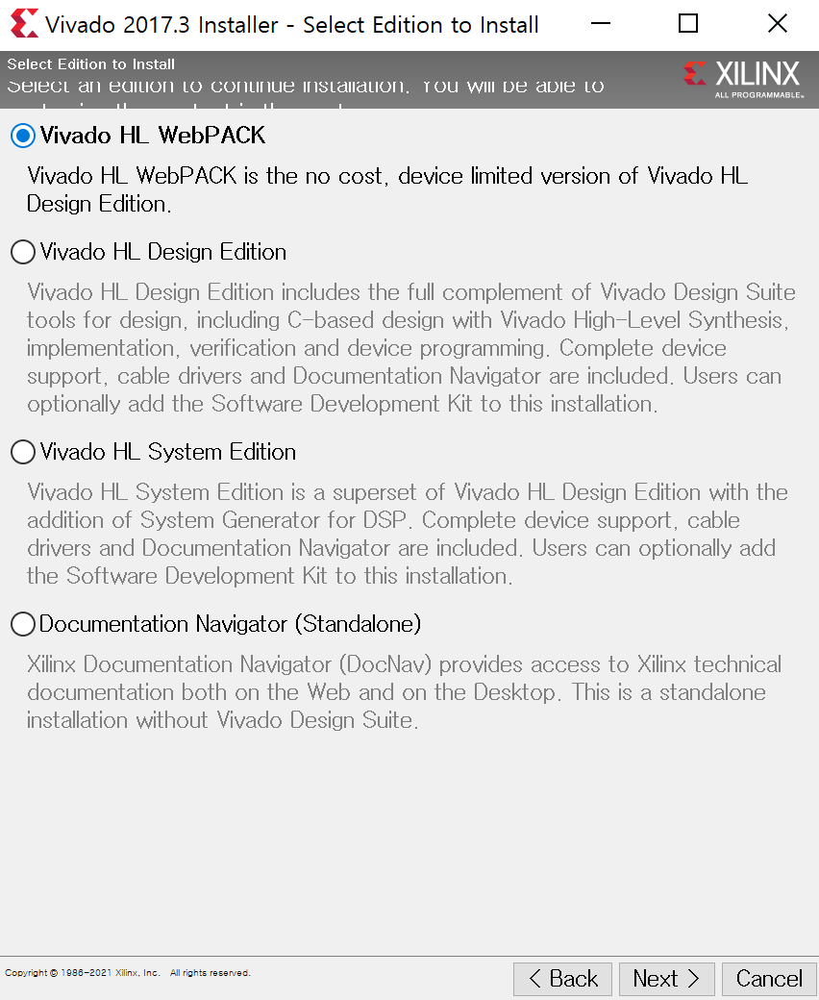 Vivado 2017.3 Installer - Select Edition to Install
Select Edition to Install
Select an edition to continue installation. You will be able to
XILINX
ALL PROGRAMMABLE™
Vivado HL WebPACK
Vivado HL WebPACK is the no cost, device limited version of Vivado HL
Design Edition.
Vivado HL Design Edition
Vivado HL Design Edition includes the full complement of Vivado Design Suite
tools for design, including C-based design with Vivado High-Level Synthesis,
implementation, verification and device programming. Complete device
support, cable drivers and Documentation Navigator are included. Users can
optionally add the Software Development Kit to this installation.
Vivado HL System Edition
Vivado HL System Edition is a superset of Vivado HL Design Edition with the
addition of System Generator for DSP. Complete device support, cable
drivers and Documentation Navigator are included. Users can optionally add
the Software Development Kit to this installation.
Documentation Navigator (Standalone)
Xilinx Documentation Navigator (DocNav) provides access to Xilinx technical
documentation both on the Web and on the Desktop. This is a standalone
installation without Vivado Design Suite.
Copyright © 1986-2021 Xilinx, Inc. All rights reserved.
< Back
Next >
Cancel